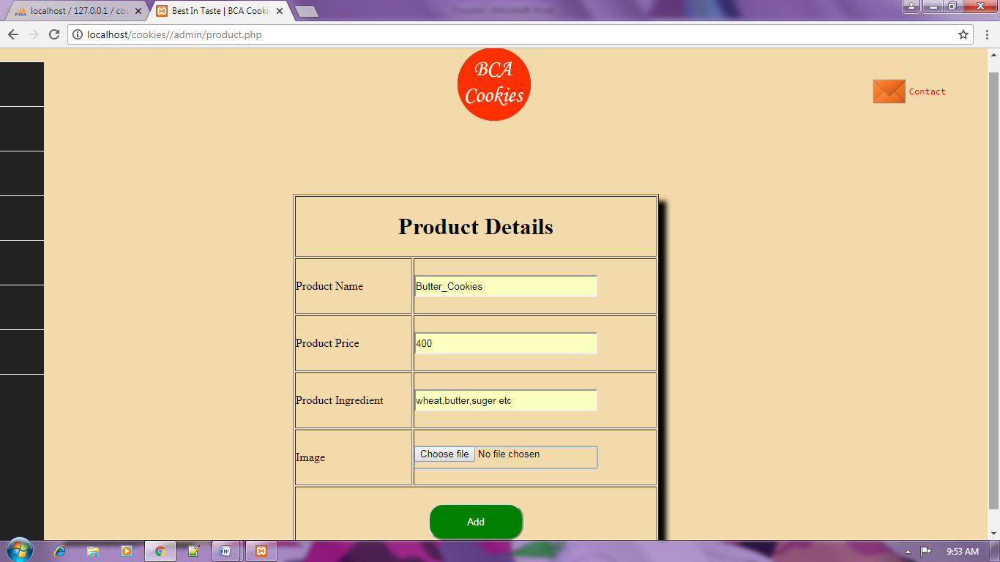 localhost / 127.0.0.1 / coo
Best In Taste | BCA Cooki
localhost/cookies//admin/product.php
BCA
Cookies
Contact
Product Details
Product Name
Butter_Cookies
Product Price
400
Product Ingredient
wheat,butter,suger etc
Image
Choose file No file chosen
Add
9:53 AM